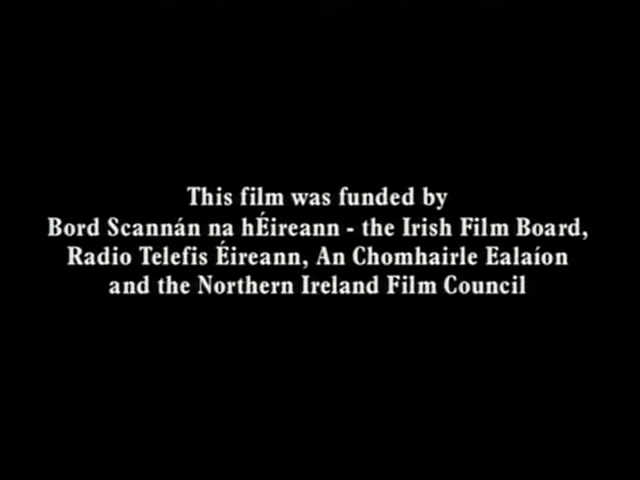 This film was funded by
Bord Scannán na hÉireann - the Irish Film Board,
Radio Telefis Éireann, An Chomhairle Ealaíon
and the Northern Ireland Film Council